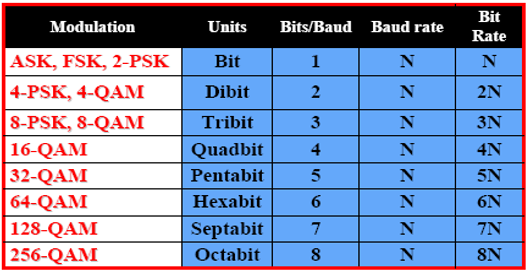 Modulation Units Bits/Baud Baud rate Bit Rate
ASK, FSK, 2-PSK Bit 1 N N
4-PSK, 4-QAM Dibit 2 N 2N
8-PSK, 8-QAM Tribit 3 N 3N
16-QAM Quadbit 4 N 4N
32-QAM Pentabit 5 N 5N
64-QAM Hexabit 6 N 6N
128-QAM Septabit 7 N 7N
256-QAM Octabit 8 N 8N